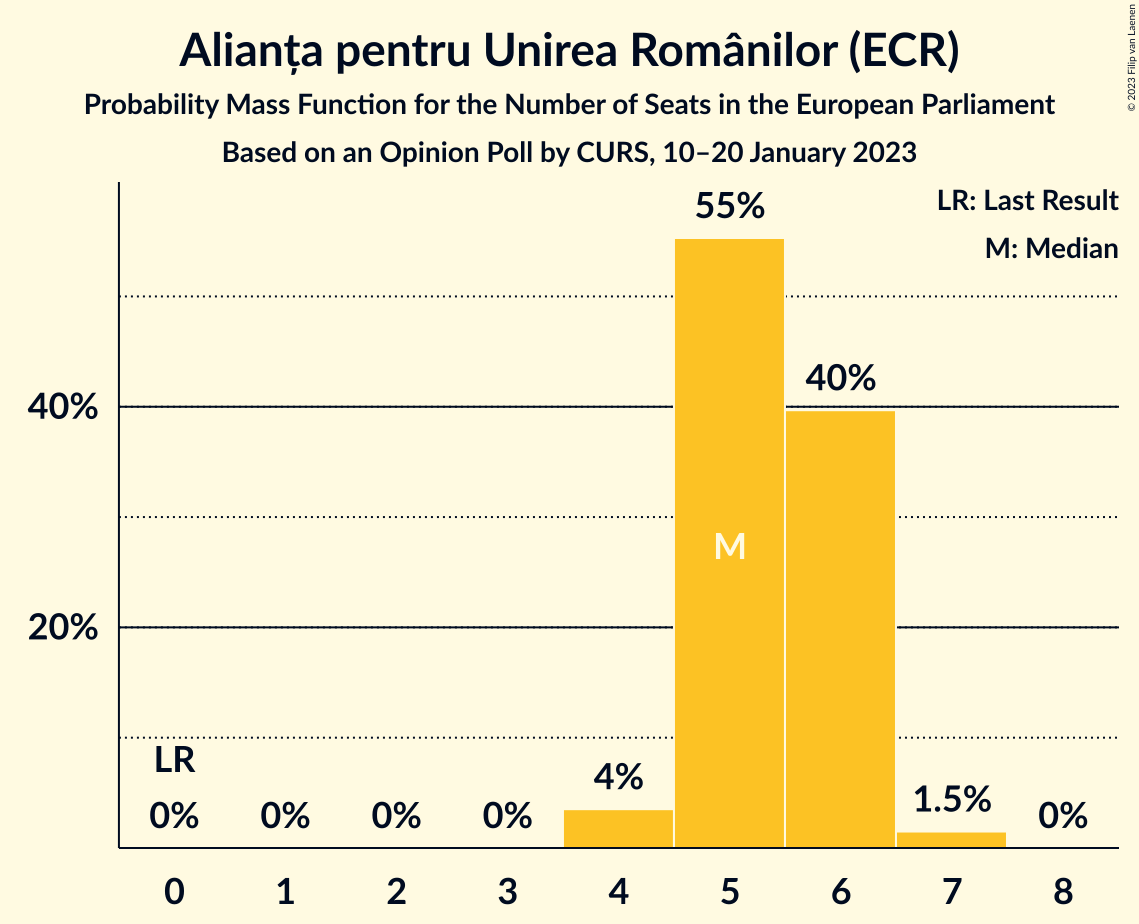 Alianța pentru Unirea Românilor (ECR)
Probability Mass Function for the Number of Seats in the European Parliament
Based on an Opinion Poll by CURS, 10–20 January 2023
© 2023 Filip van Laenen
LR: Last Result
M: Median
55%
40%
40%
M
20%
LR
0%
0%
0%
0%
4%
1.5%
0%
0 1 2 3 4 5 6 7 8